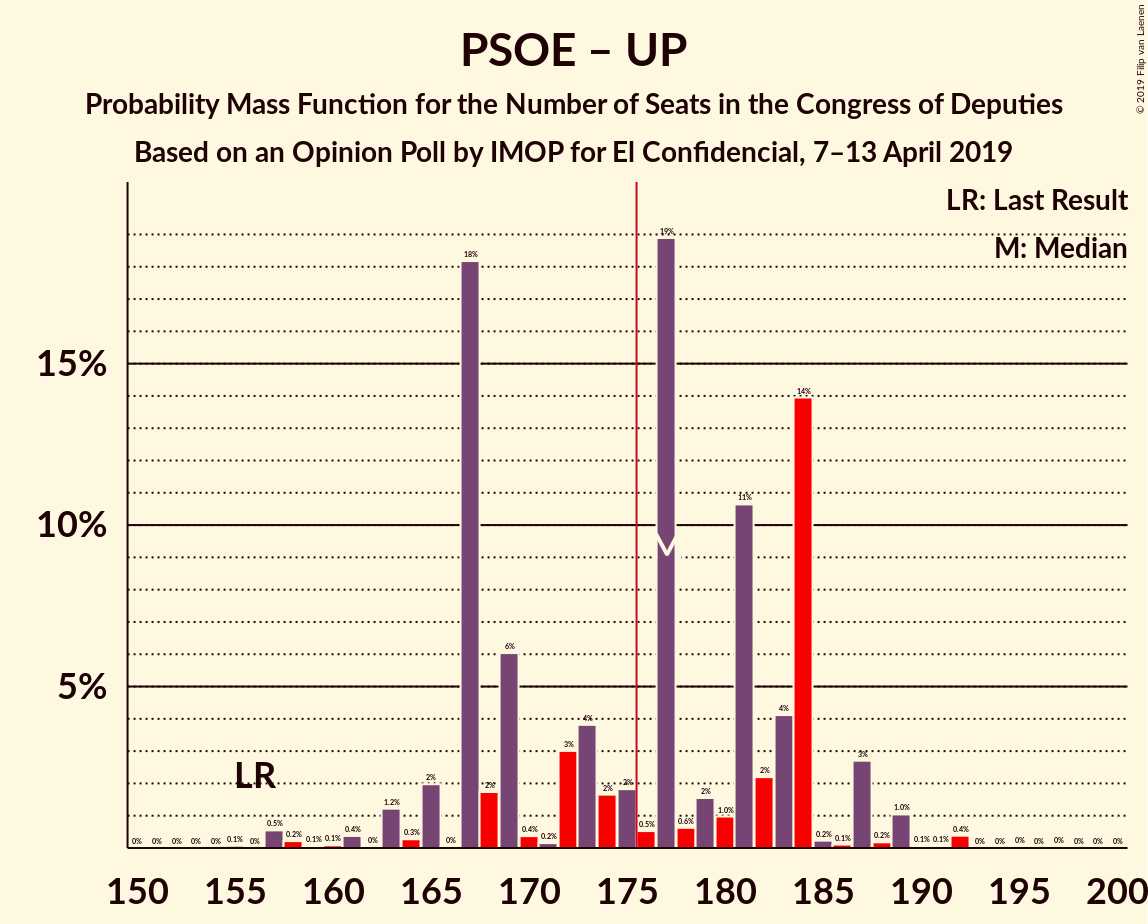 PSOE – UP
Probability Mass Function for the Number of Seats in the Congress of Deputies
Based on an Opinion Poll by IMOP for El Confidencial, 7–13 April 2019
© 2019 Filip van Laenen
LR: Last Result
M: Median
15%
10%
5%
LR
0% 0% 0% 0% 0% 0.1% 0% 0.5% 0.2% 0.1% 0.1% 0.4% 0% 1.2% 0.3% 2% 0% 18% 2% 6% 0.4% 0.2% 3% 4% 2% 2% 0.5% 19% 0.6% 2% 1.0% 11% 2% 4% 14% 0.2% 0.1% 3% 0.2% 1.0% 0.1% 0.1% 0.4% 0% 0% 0% 0% 0% 0% 0% 0%
150 155 160 165 170 175 180 185 190 195 200